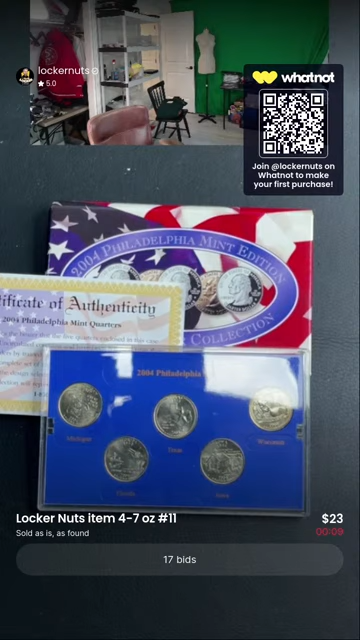 lockernuts
5.0
whatnot
Join @lockernuts on
Whatnot to make
your first purchase!
2004 PHILADELPHIA MINT EDITION
COLLECTION
Certificate of Authenticity
2004 Philadelphia Mint Quarters
2004 Philadelphia
Michigan
Texas
Wisconsin
Florida
Iowa
Locker Nuts item 4-7 oz #11
$23
Sold as is, as found
00:09
17 bids